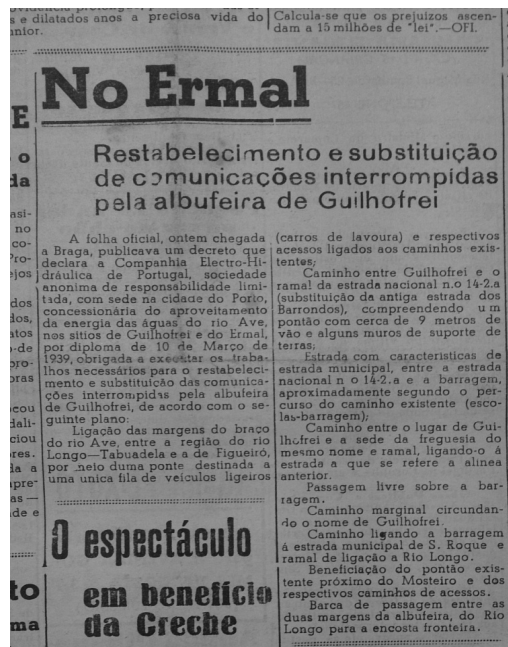 s e dilatados anos a preciosa vida do
Calcula-se que os prejuizos ascen-
dam a 15 milhões de "lei".—OFI.
No Ermal
Restabelecimento e substituição
de comunicações interrompidas
pela albufeira de Guilhofrei
A folha oficial, ontem chegada
a Braga, publicava um decreto que
declara a Companhia Electro-Hi-
dráulica de Portugal, sociedade
anonima de responsabilidade limi-
tada, com sede na cidade do Porto,
concessionária do aproveitamento
da energia das águas do rio Ave,
nos sitios de Guilhofrei e do Ermal,
por diploma de 10 de Março de
1939, obrigada a executar os traba-
lhos necessários para o restabeleci-
mento e substituição das comunica-
ções interrompidas pela albufeira
de Guilhofrei, de acordo com o se-
guinte plano:
Ligação das margens do braço
do rio Ave, entre a região do rio
Longo—Tabuadela e a de Figueiró,
por meio duma ponte destinada a
uma unica fila de veículos ligeiros
(carros de lavoura) e respectivos
acessos ligados aos caminhos exis-
tentes;
Caminho entre Guilhofrei e o
ramal da estrada nacional n.o 14-2.a
(substituição da antiga estrada dos
Barrondos), compreendendo um
pontão com cerca de 9 metros de
vão e alguns muros de suporte de
terras;
Estrada com caracteristicas de
estrada municipal, entre a estrada
nacional n o 14-2.a e a barragem,
aproximadamente segundo o per-
curso do caminho existente (esco-
las-barragem);
Caminho entre o lugar de Gui-
lhofrei e a sede da freguesia do
mesmo nome e ramal, ligando-o á
estrada a que se refere a alinea
anterior.
Passagem livre sobre a bar-
ragem.
Caminho marginal circundan-
do o nome de Guilhofrei.
Caminho ligando a barragem
á estrada municipal de S. Roque e
ramal de ligação a Rio Longo.
Beneficiação do pontão exis-
tente próximo do Mosteiro e dos
respectivos caminhos de acessos.
Barca de passagem entre as
duas margens da albufeira, do Rio
Longo para a encosta fronteira.
O espectáculo
em benefício
da Creche